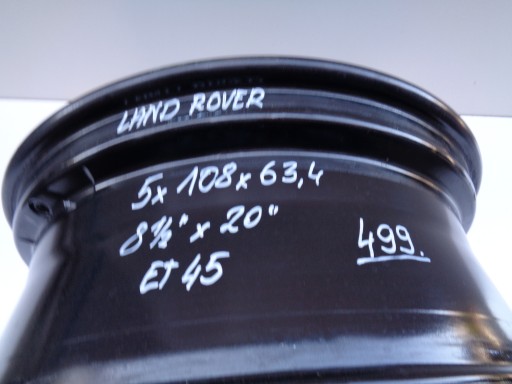 LAND ROVER
5x108x63,4
8½" x 20"
ET 45
499.